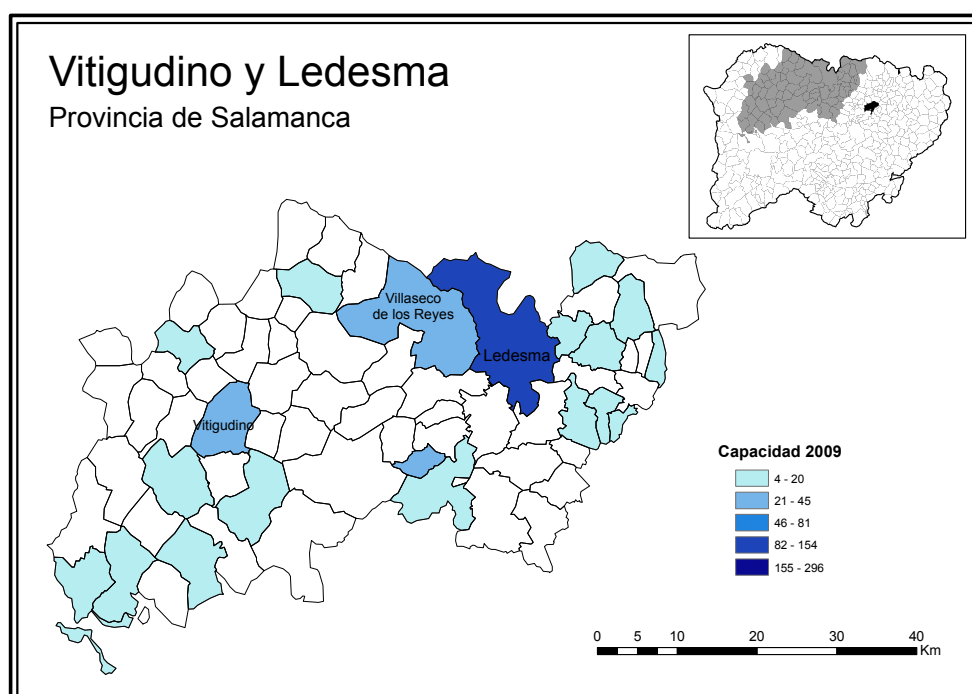 Vitigudino y Ledesma
Provincia de Salamanca
Villaseco
de los Reyes
Ledesma
Vitigudino
Capacidad 2009
4 - 20
21 - 45
46 - 81
82 - 154
155 - 296
0 5 10 20 30 40
Km